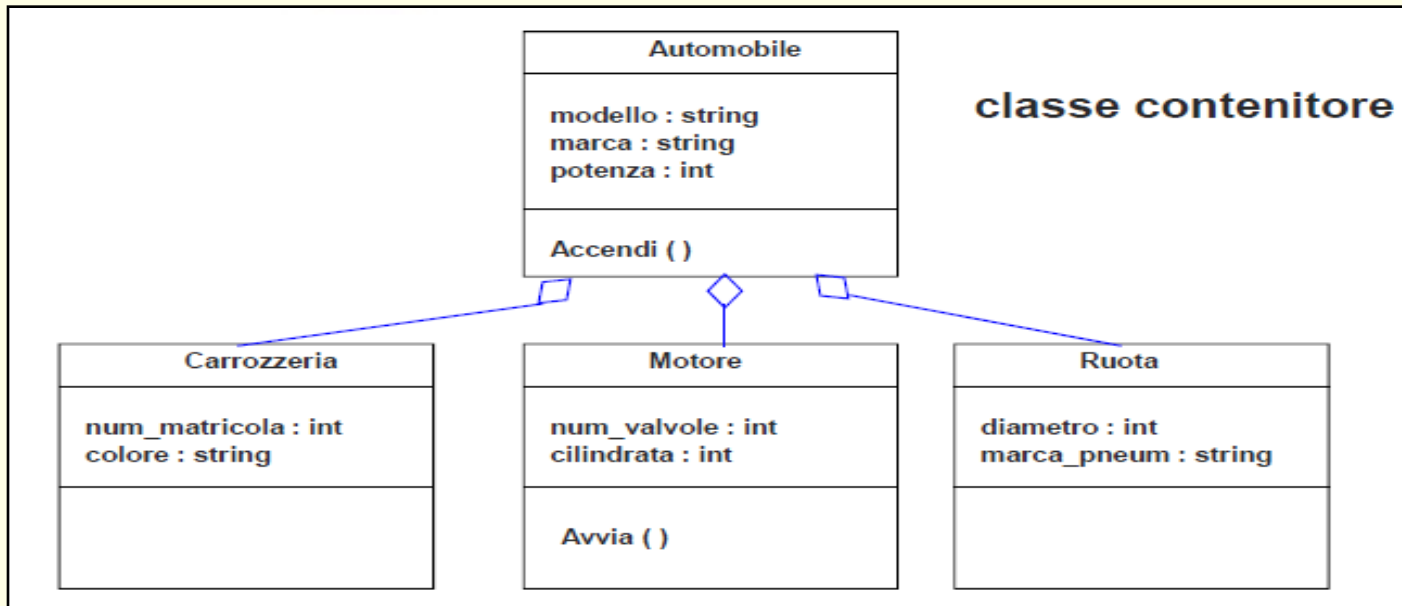 Automobile
modello : string
marca : string
potenza : int
Accendi ( )
classe contenitore
Carrozzeria
num_matricola : int
colore : string
Motore
num_valvole : int
cilindrata : int
Avvia ( )
Ruota
diametro : int
marca_pneum : string